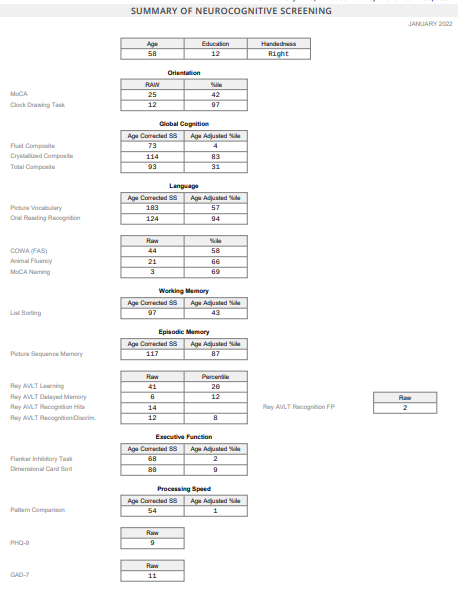 SUMMARY OF NEUROCOGNITIVE SCREENING
JANUARY 2022
Age Education Handedness
58 12 Right
Orientation
RAW %ile
MoCA 25 42
Clock Drawing Task 12 97
Global Cognition
Age Corrected SS Age Adjusted %ile
Fluid Composite 73 4
Crystallized Composite 114 83
Total Composite 93 31
Language
Age Corrected SS Age Adjusted %ile
Picture Vocabulary 103 57
Oral Reading Recognition 124 94
Raw %ile
COWA (FAS) 44 58
Animal Fluency 21 66
MoCA Naming 3 69
Working Memory
Age Corrected SS Age Adjusted %ile
List Sorting 97 43
Episodic Memory
Age Corrected SS Age Adjusted %ile
Picture Sequence Memory 117 87
Raw Percentile
Rey AVLT Learning 41 20
Rey AVLT Delayed Memory 6 12 Raw
Rey AVLT Recognition Hits 14 Rey AVLT Recognition FP 2
Rey AVLT Recognition/Discrim. 12 8
Executive Function
Age Corrected SS Age Adjusted %ile
Flanker Inhibitory Task 68 2
Dimensional Card Sort 80 9
Processing Speed
Age Corrected SS Age Adjusted %ile
Pattern Comparison 54 1
Raw
PHQ-9 9
Raw
GAD-7 11